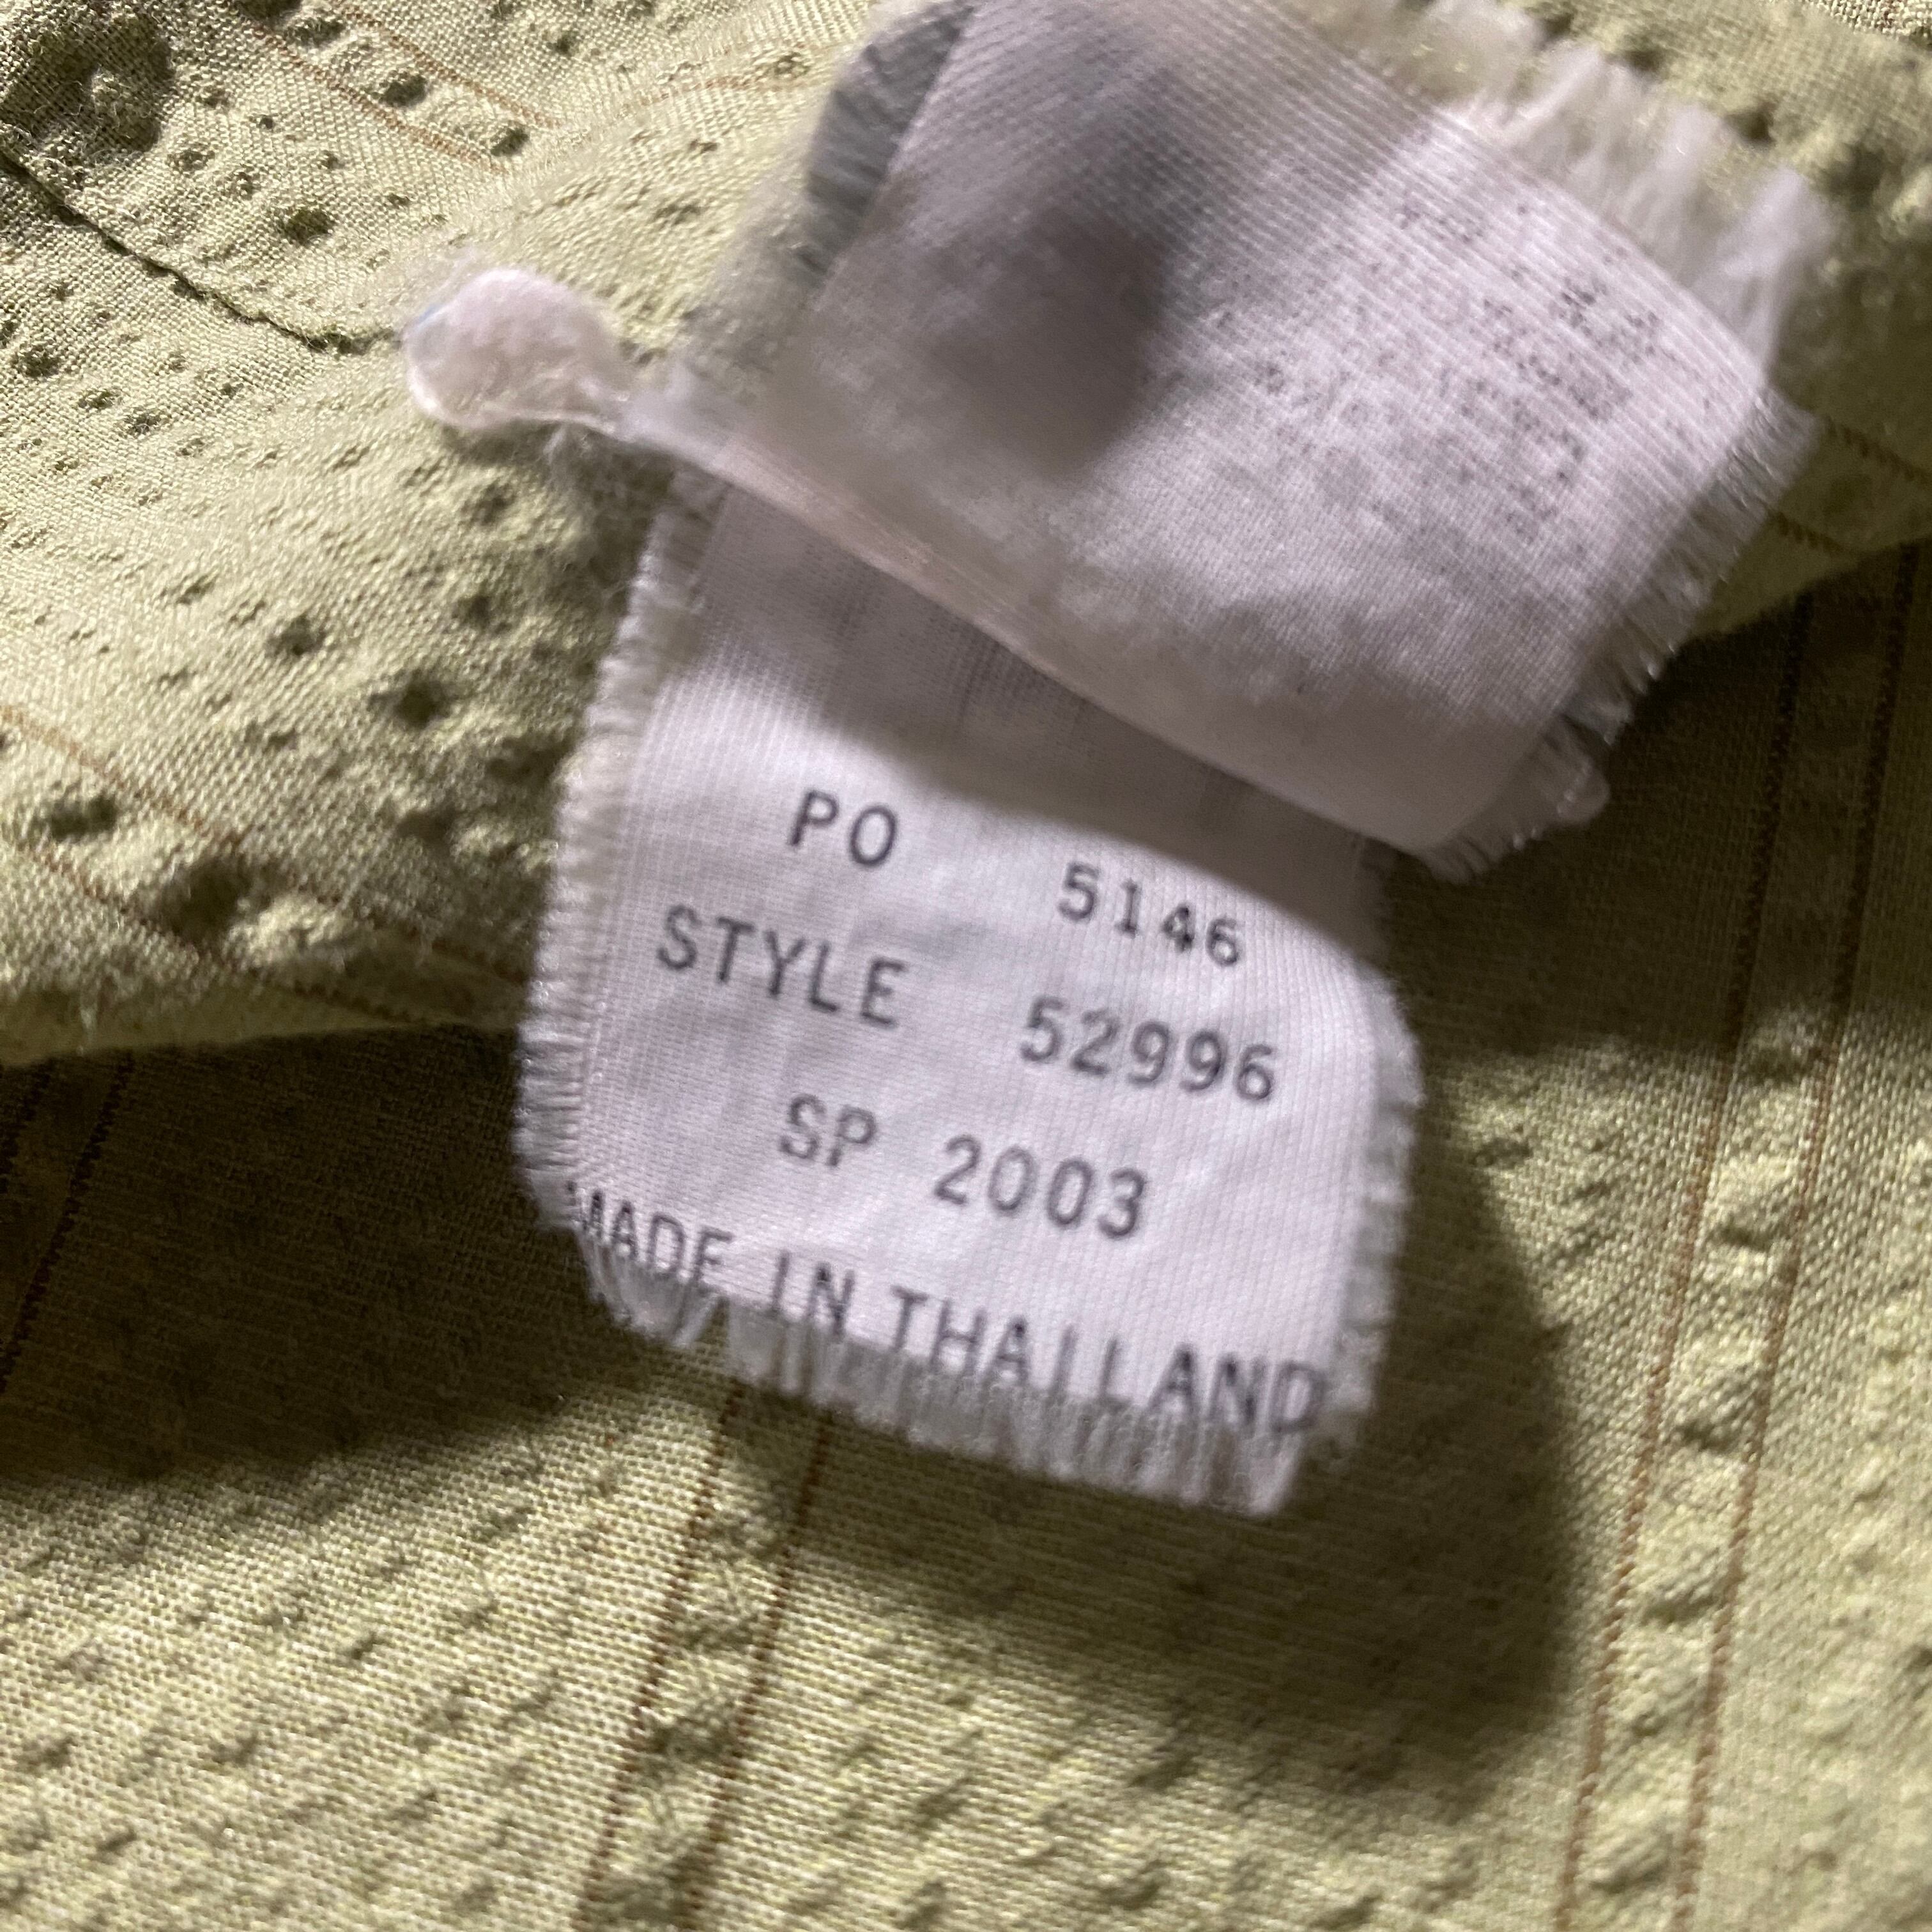 PO 5146
STYLE 52996
SP 2003
MADE IN THAILAND